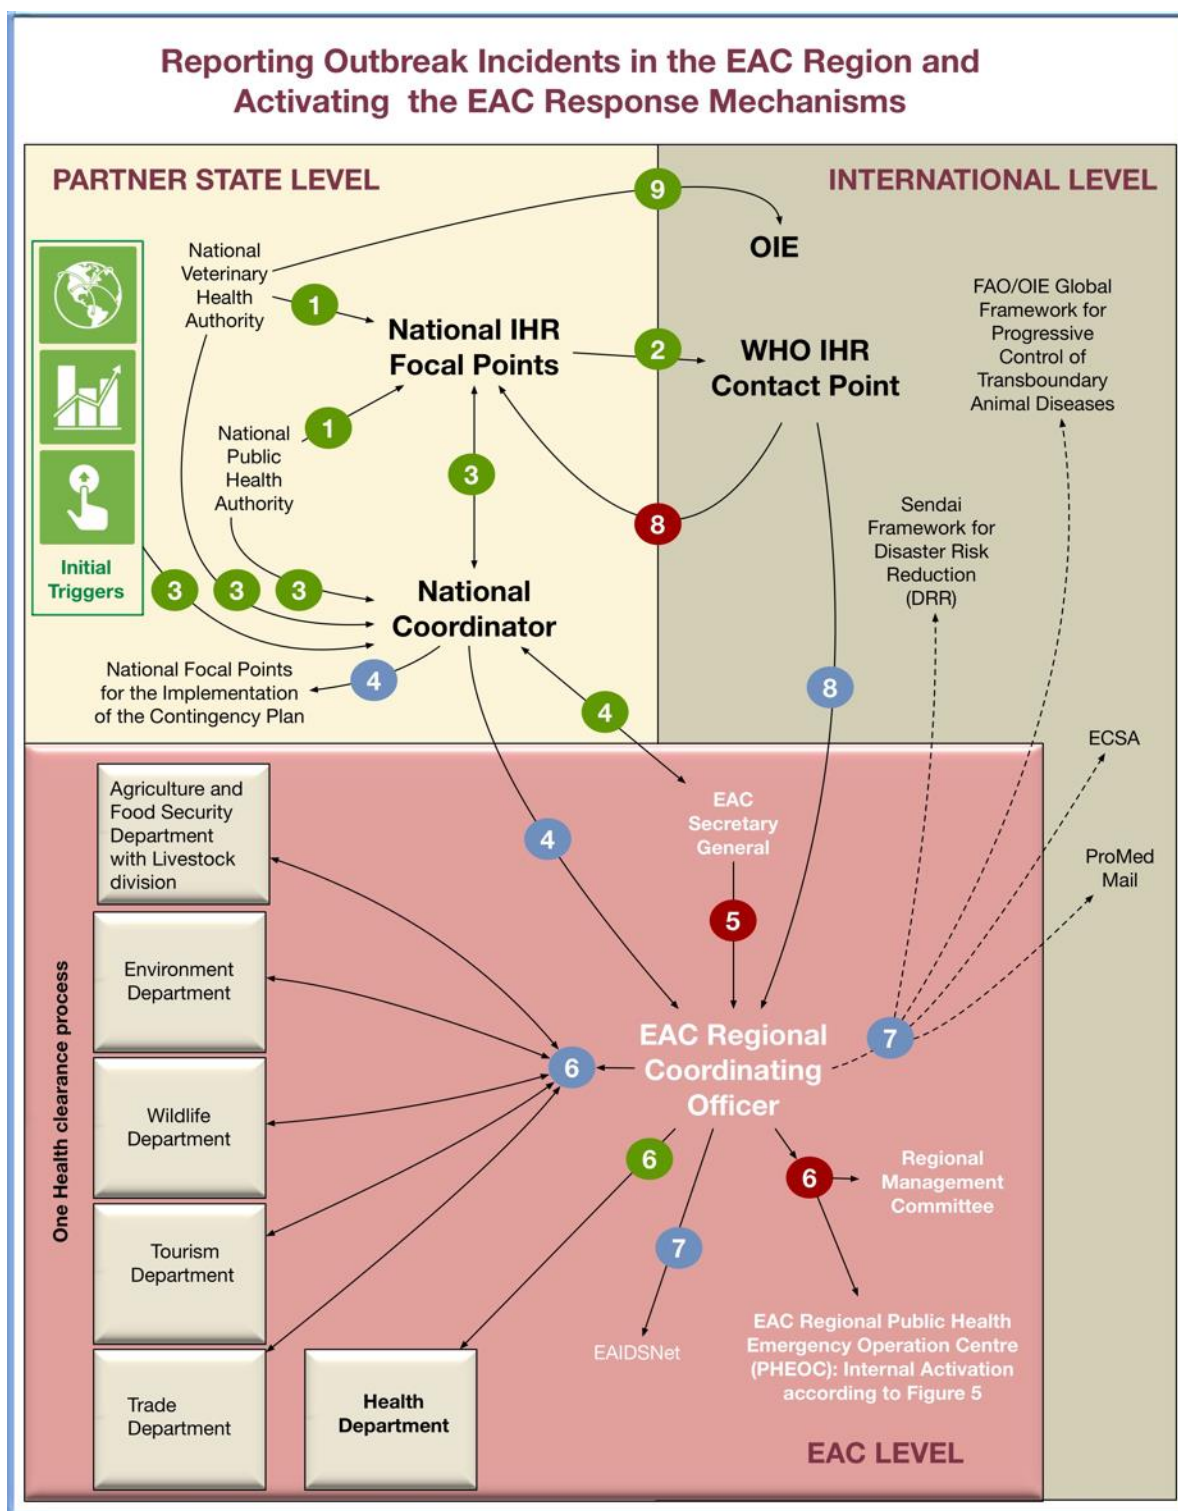 Reporting Outbreak Incidents in the EAC Region and
Activating the EAC Response Mechanisms
PARTNER STATE LEVEL
INTERNATIONAL LEVEL
9
National
Veterinary
Health
Authority
OIE
1
National IHR
Focal Points
2
WHO IHR
Contact Point
FAO/OIE Global
Framework for
Progressive
Control of
Transboundary
Animal Diseases
1
National
Public
Health
Authority
3
8
Sendai
Framework for
Disaster Risk
Reduction
(DRR)
Initial
Triggers
3
3
3
National
Coordinator
National Focal Points
for the Implementation
of the Contingency Plan
4
4
8
ECSA
ProMed
Mail
Agriculture and
Food Security
Department
with Livestock
division
4
EAC
Secretary
General
5
One Health clearance process
Environment
Department
Wildlife
Department
Tourism
Department
Trade
Department
Health
Department
6
EAC Regional
Coordinating
Officer
7
6
6
Regional
Management
Committee
7
EAIDSNet
EAC Regional Public Health
Emergency Operation Centre
(PHEOC): Internal Activation
according to Figure 5
EAC LEVEL